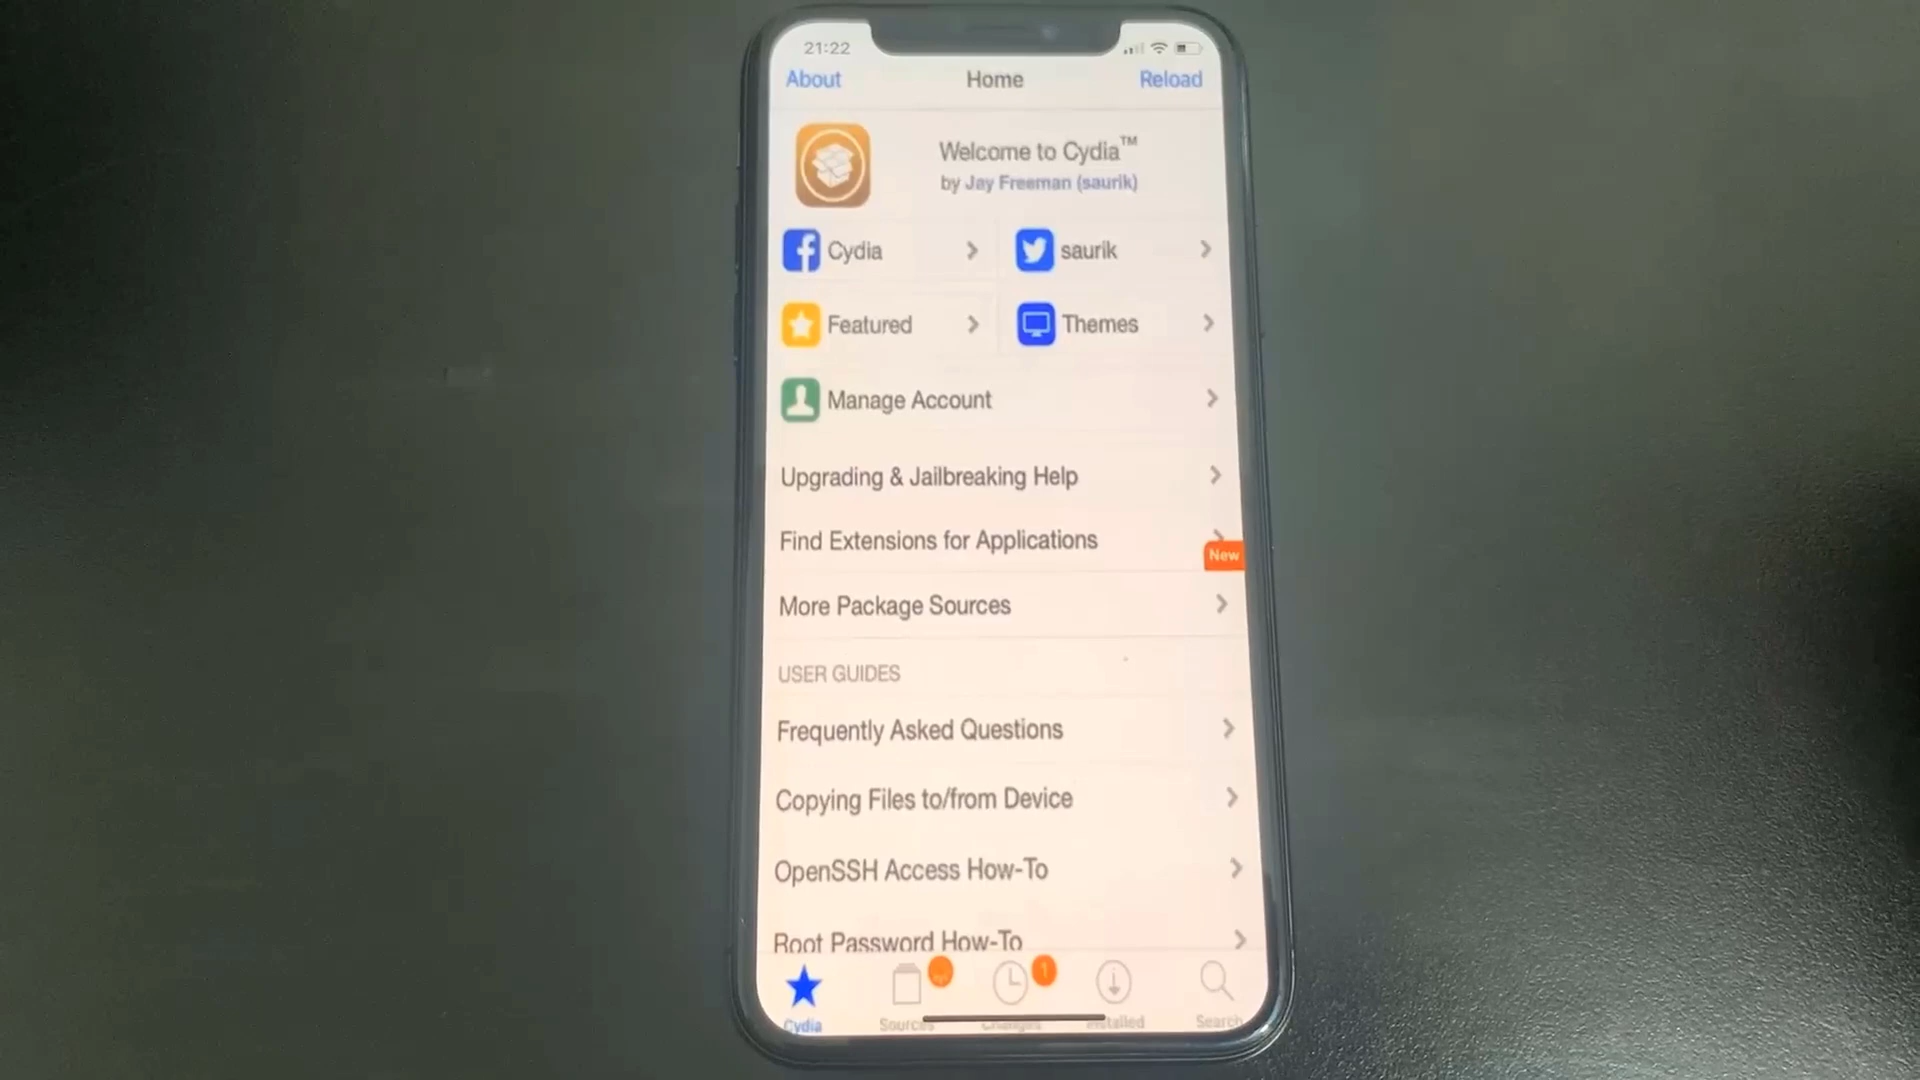 21:22
About Home Reload
Welcome to Cydia™
by Jay Freeman (saurik)
Cydia
saurik
Featured
Themes
Manage Account
Upgrading & Jailbreaking Help
Find Extensions for Applications
New
More Package Sources
USER GUIDES
Frequently Asked Questions
Copying Files to/from Device
OpenSSH Access How-To
Root Password How-To
1
Cydia Sources Changes Installed Search